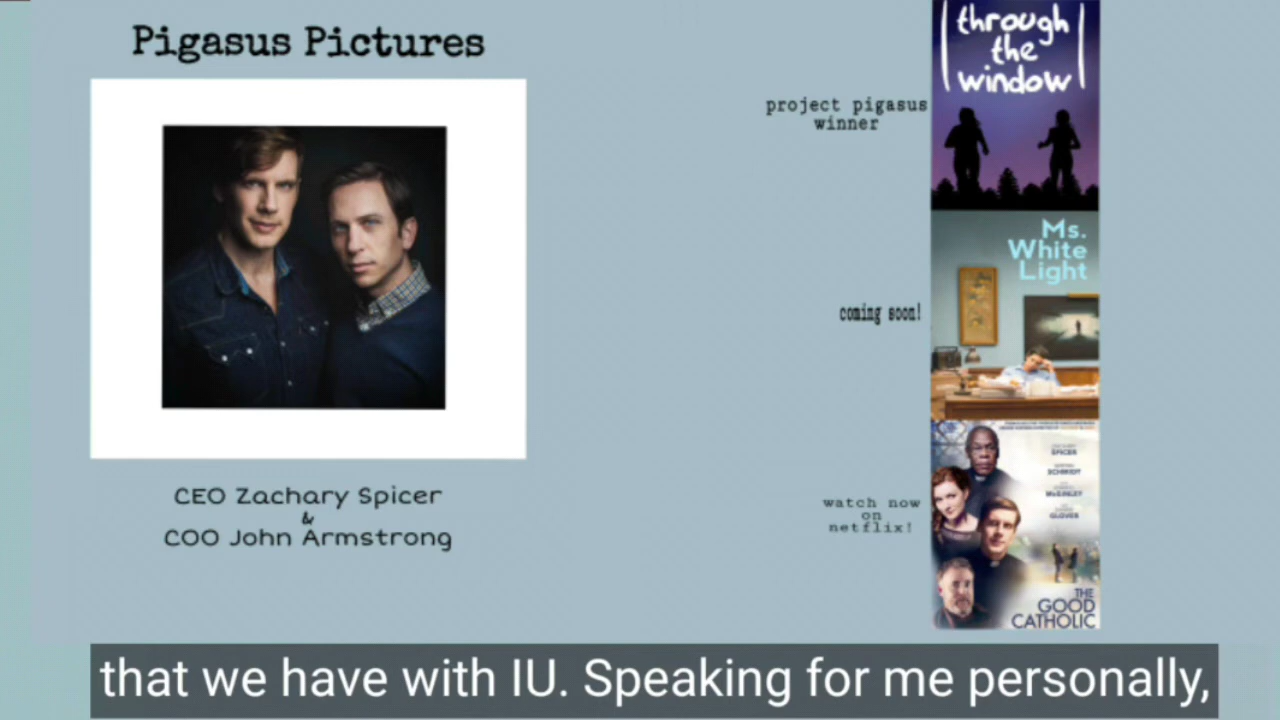 Pigasus Pictures
CEO Zachary Spicer
&
COO John Armstrong
project pigasus
winner
through
the
window
coming soon!
Ms.
White
Light
watch now
on
netflix!
SPICER
SCHMIDT
McGINLEY
GLOVER
THE
GOOD
CATHOLIC
that we have with IU. Speaking for me personally,